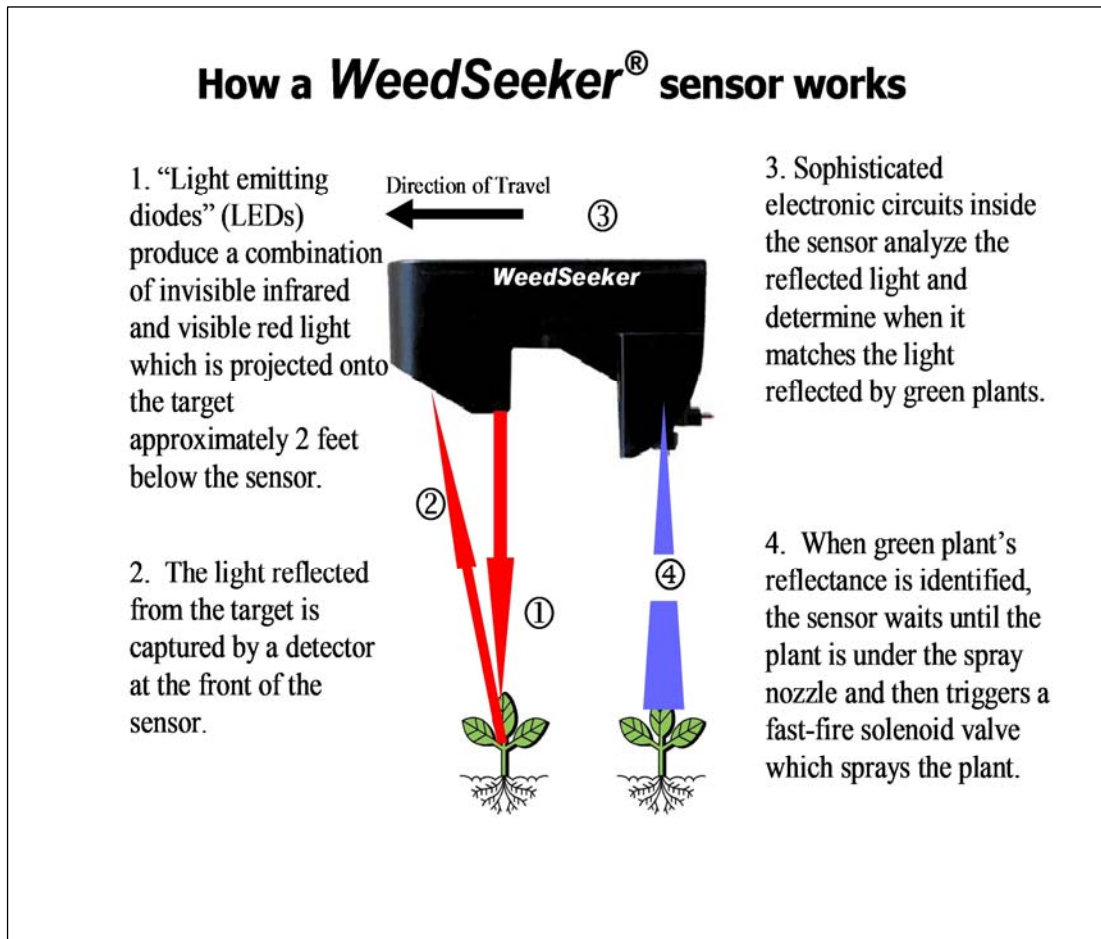 How a WeedSeeker® sensor works
1. “Light emitting
diodes” (LEDs)
produce a combination
of invisible infrared
and visible red light
which is projected onto
the target
approximately 2 feet
below the sensor.
2. The light reflected
from the target is
captured by a detector
at the front of the
sensor.
Direction of Travel
③
WeedSeeker
②
①
④
3. Sophisticated
electronic circuits inside
the sensor analyze the
reflected light and
determine when it
matches the light
reflected by green plants.
4. When green plant’s
reflectance is identified,
the sensor waits until the
plant is under the spray
nozzle and then triggers a
fast-fire solenoid valve
which sprays the plant.